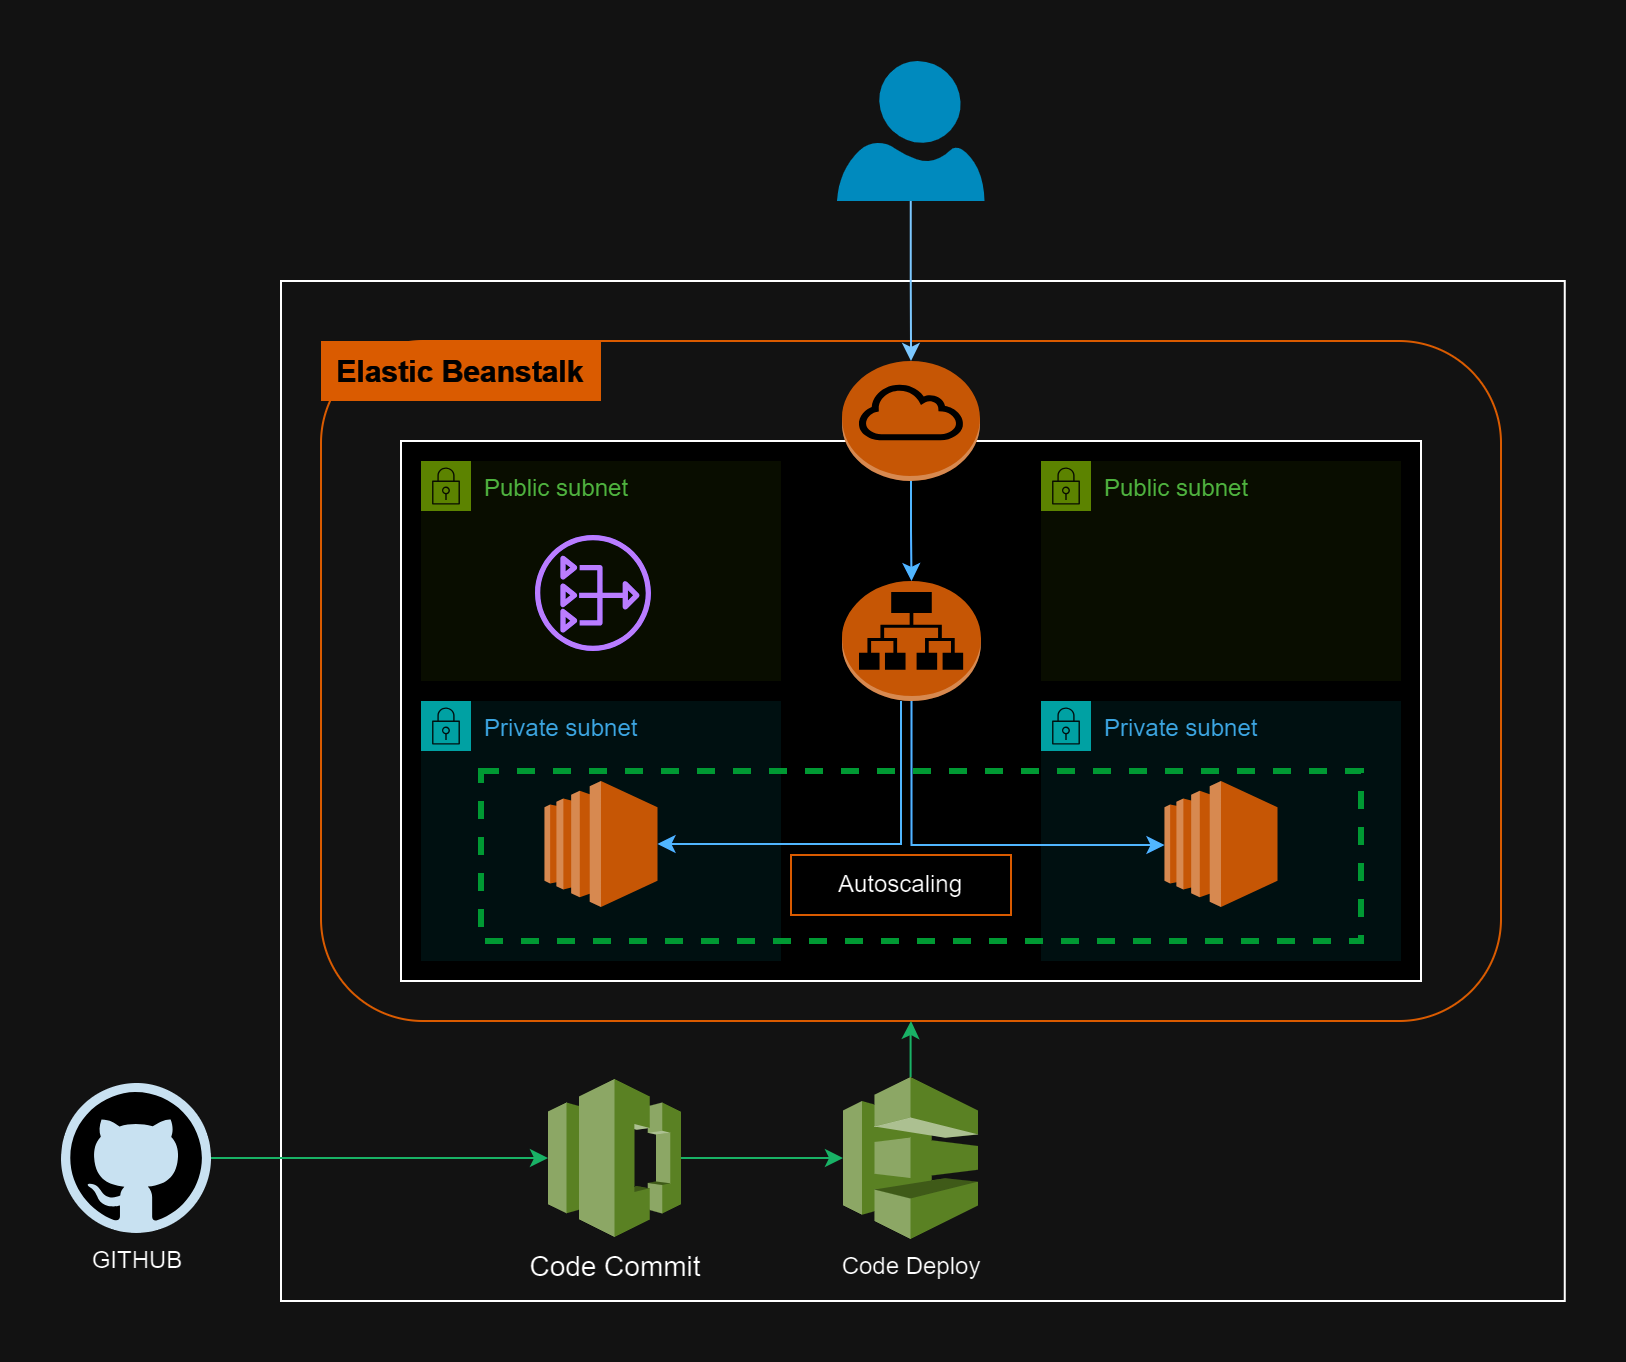 Elastic Beanstalk
Public subnet
Public subnet
Private subnet
Private subnet
Autoscaling
GITHUB
Code Commit
Code Deploy